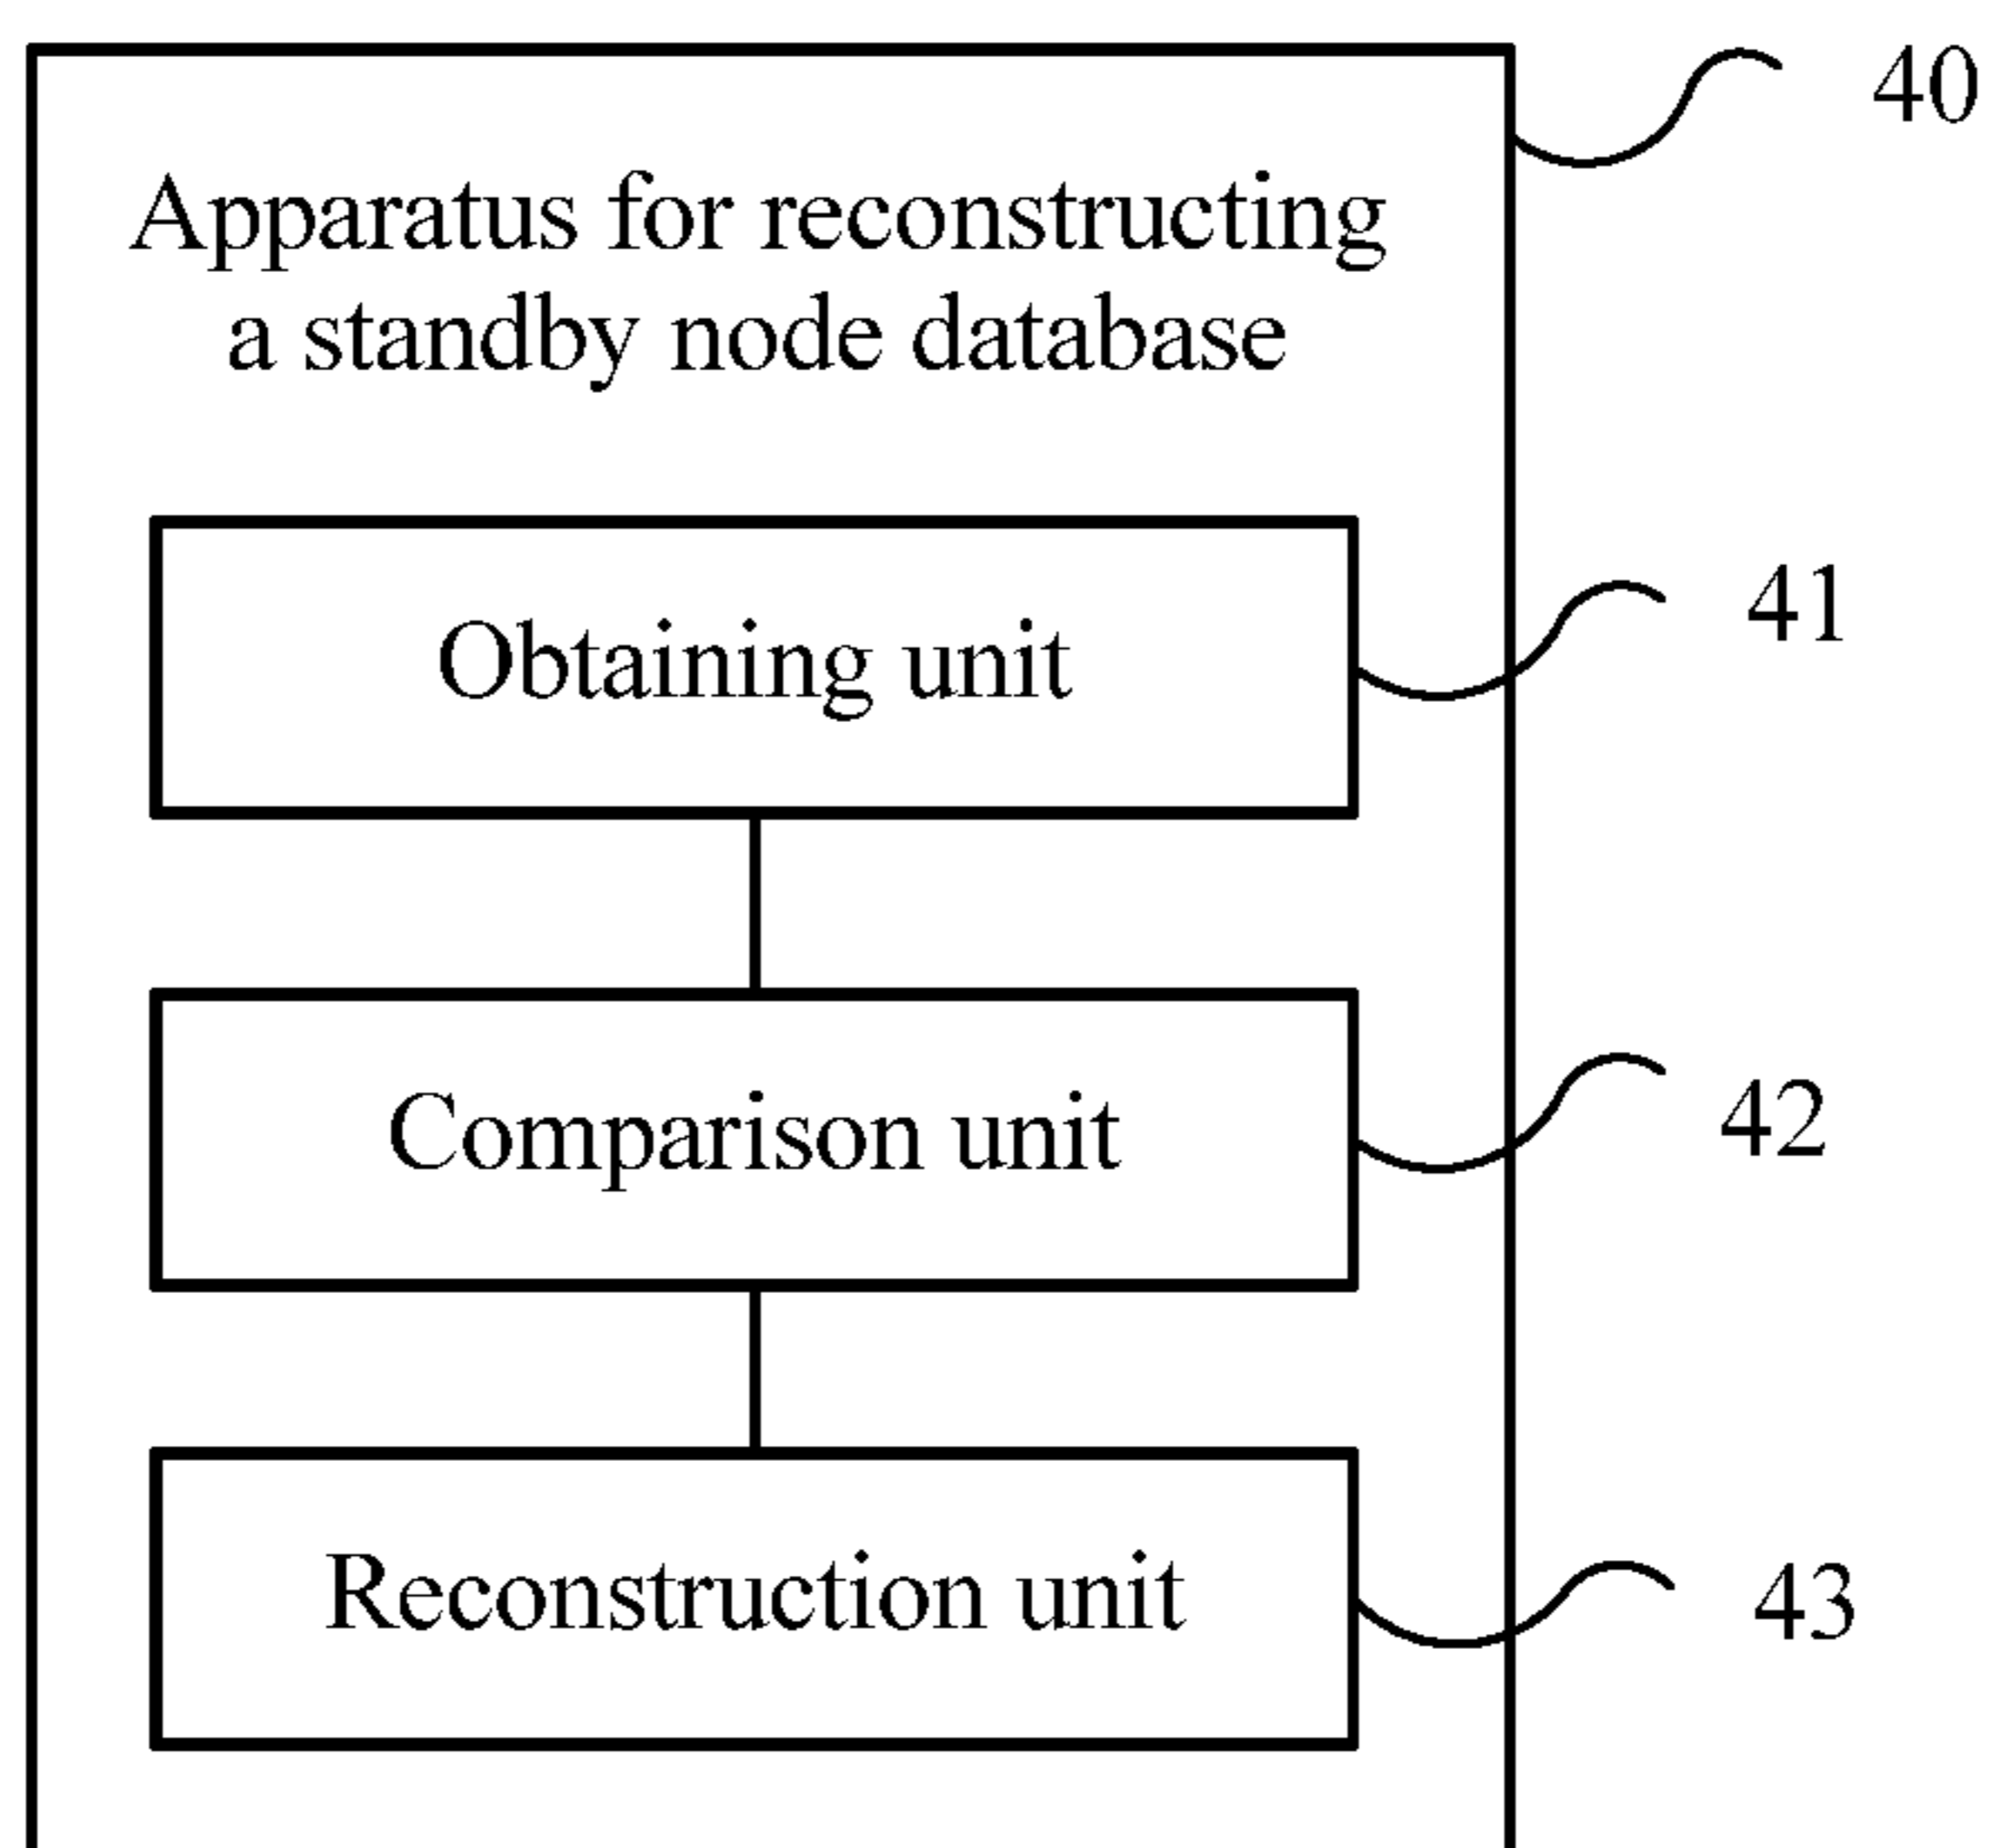 40
Apparatus for reconstructing
a standby node database
Obtaining unit
41
Comparison unit
42
Reconstruction unit
43